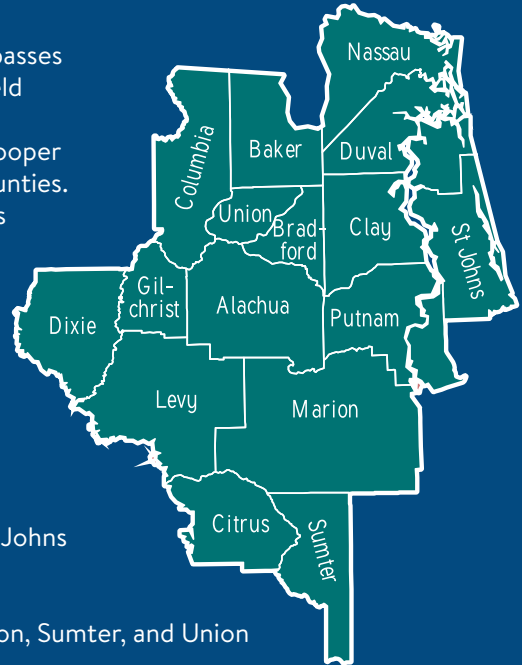 passes
eld
ooper
unties.
s
Johns
on, Sumter, and Union
Nassau
Baker
Duval
Columbia
Union
Brad-
ford
Clay
St Johns
Gil-
christ
Alachua
Putnam
Dixie
Levy
Marion
Citrus
Sumter